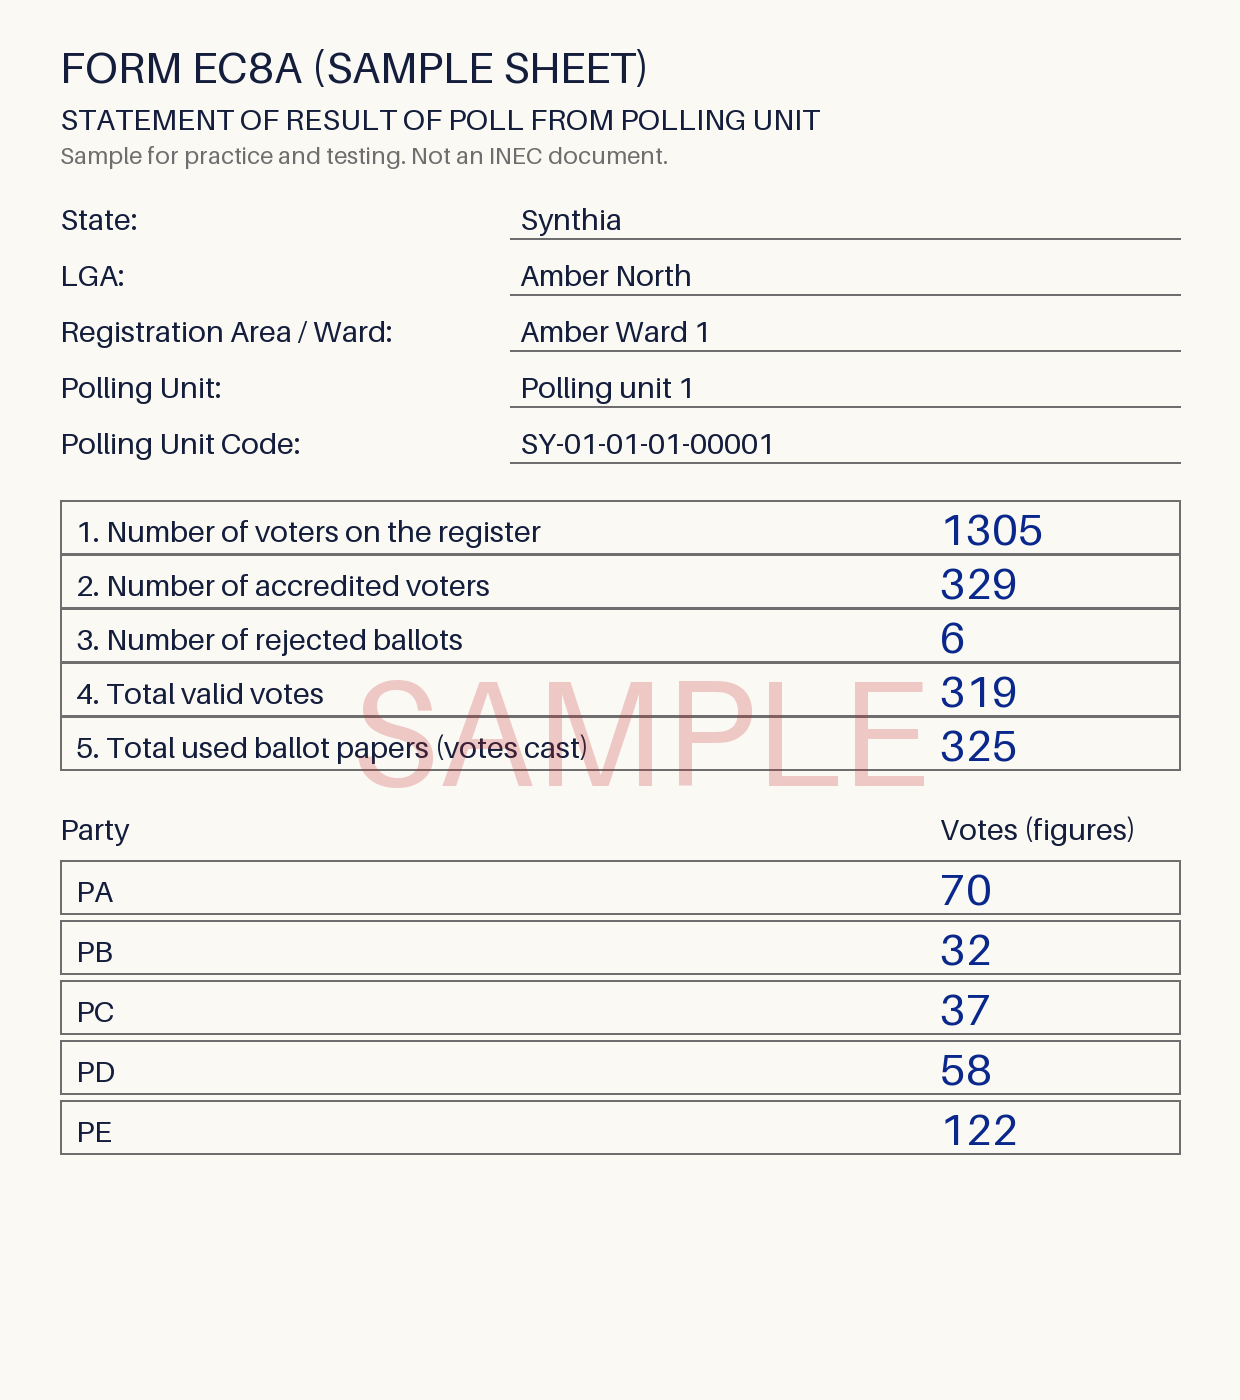 FORM EC8A (SAMPLE SHEET)
STATEMENT OF RESULT OF POLL FROM POLLING UNIT
Sample for practice and testing. Not an INEC document.
State: Synthia
LGA: Amber North
Registration Area / Ward: Amber Ward 1
Polling Unit: Polling unit 1
Polling Unit Code: SY-01-01-01-00001
1. Number of voters on the register 1305
2. Number of accredited voters 329
3. Number of rejected ballots 6
4. Total valid votes 319
5. Total used ballot papers (votes cast) 325
SAMPLE
Party Votes (figures)
PA 70
PB 32
PC 37
PD 58
PE 122